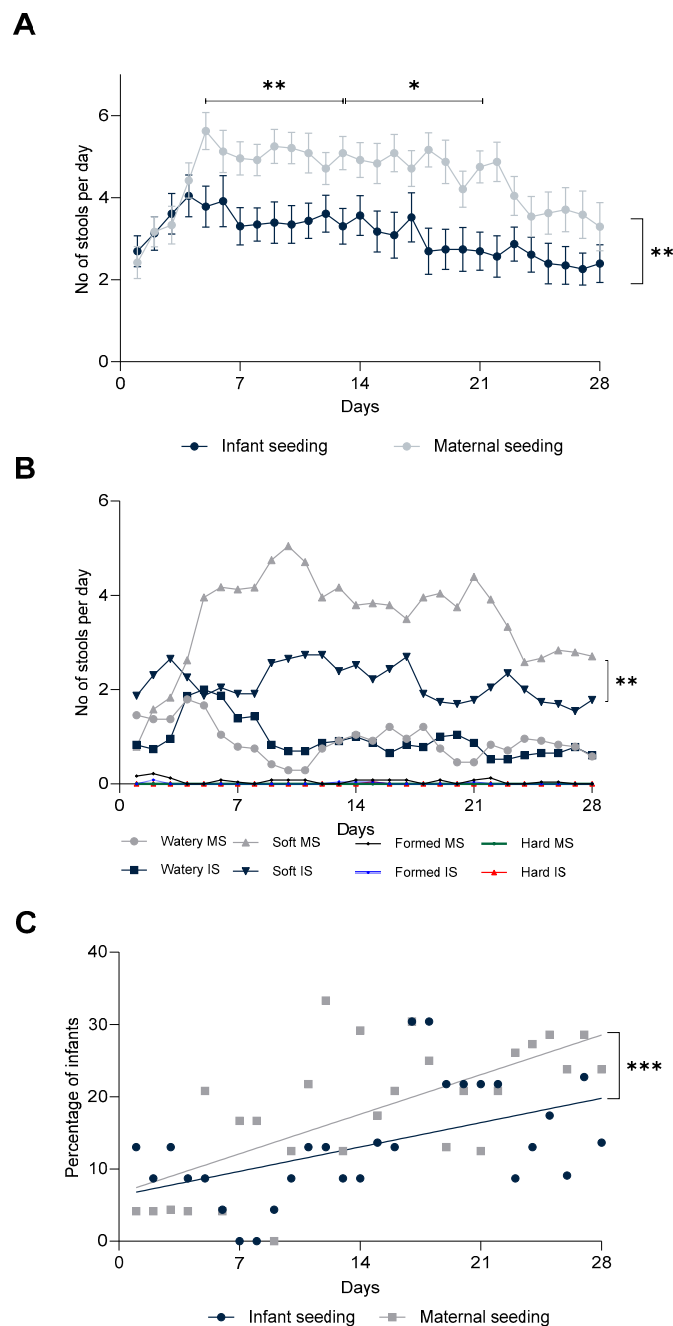 A
** *
No of stools per day
6
4
2
0
**
0 7 14 21 28
Days
Infant seeding Maternal seeding
B
No of stools per day
6
4
2
0
**
0 7 14 21 28
Days
Watery MS Soft MS Formed MS Hard MS
Watery IS Soft IS Formed IS Hard IS
C
Percentage of infants
40
30
20
10
0
***
0 7 14 21 28
Days
Infant seeding Maternal seeding